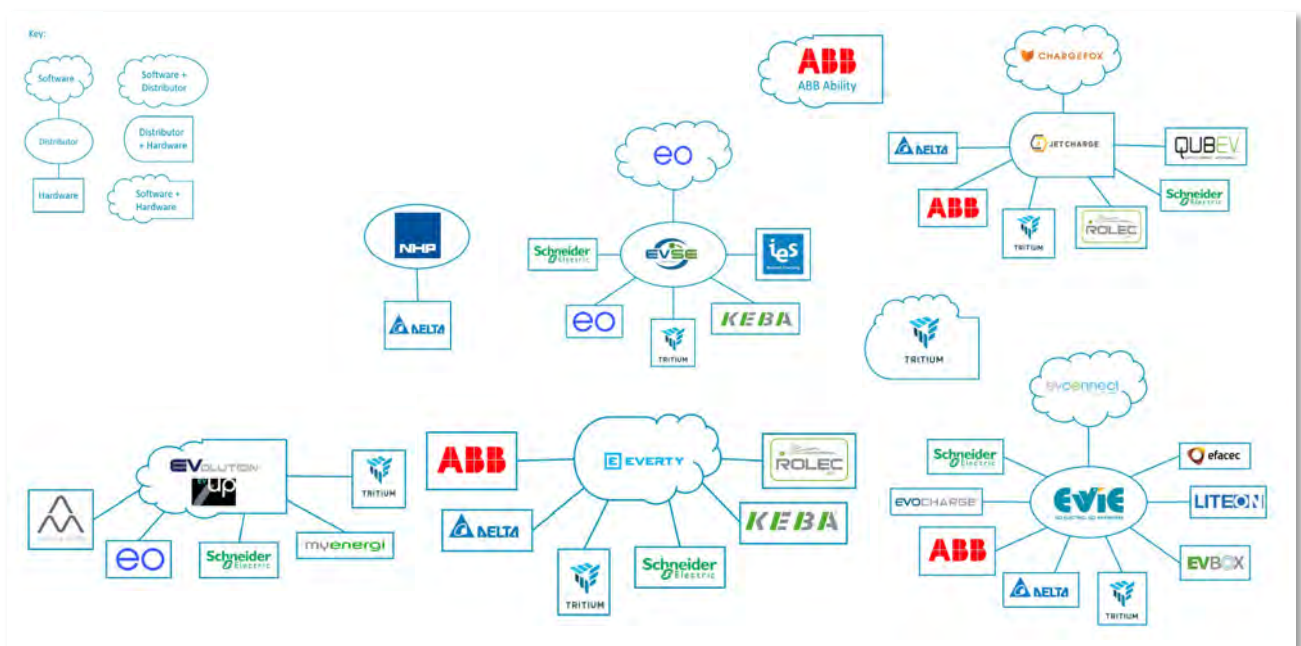 Key:
Software
Software +
Distributor
Distributor
Distributor
+ Hardware
Hardware
Software +
Hardware
ABB
ABB Ability
CHARGEFOX
DELTA
JETCHARGE
QUBEV
ABB
TRITIUM
ROLEC
Schneider
Electric
eo
NHP
DELTA
Schneider
Electric
EVSE
ies
eo
TRITIUM
KEBA
TRITIUM
evconnect
EVOLUTION
up
TRITIUM
eo
Schneider
Electric
myenergi
ABB
EVERTY
ROLEC
DELTA
KEBA
TRITIUM
Schneider
Electric
Schneider
Electric
efacec
EVOCHARGE
EViE
LITEON
ABB
EVBOX
DELTA
TRITIUM